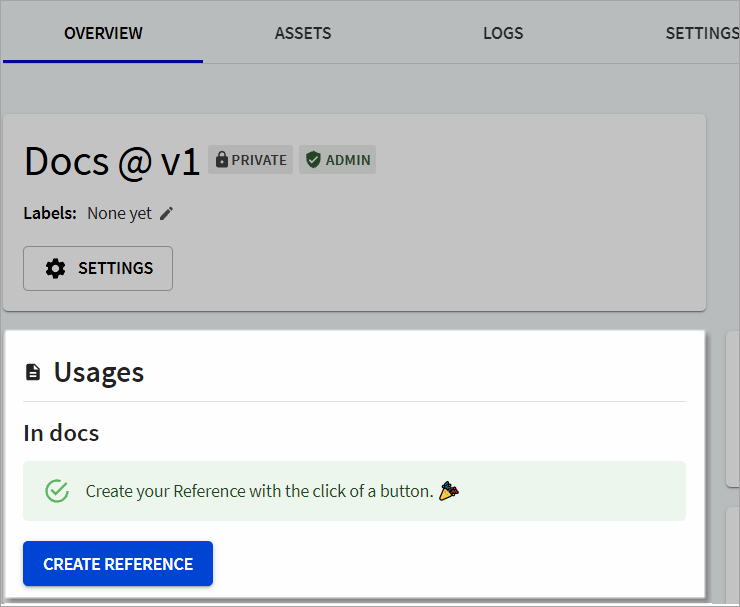 OVERVIEW ASSETS LOGS SETTINGS
Docs @ v1 PRIVATE ADMIN
Labels: None yet
SETTINGS
Usages
In docs
Create your Reference with the click of a button. 🎉
CREATE REFERENCE